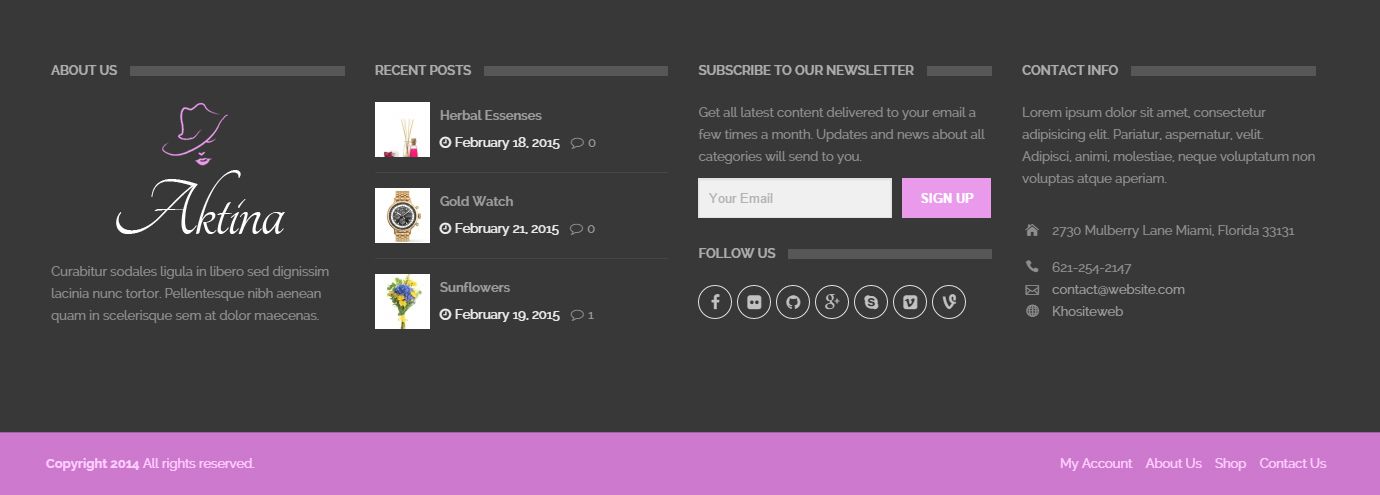 ABOUT US
Aktina
Curabitur sodales ligula in libero sed dignissim
lacinia nunc tortor. Pellentesque nibh aenean
quam in scelerisque sem at dolor maecenas.
RECENT POSTS
Herbal Essenses
February 18, 2015 0
Gold Watch
February 21, 2015 0
Sunflowers
February 19, 2015 1
SUBSCRIBE TO OUR NEWSLETTER
Get all latest content delivered to your email a
few times a month. Updates and news about all
categories will send to you.
Your Email
SIGN UP
FOLLOW US
CONTACT INFO
Lorem ipsum dolor sit amet, consectetur
adipisicing elit. Pariatur, aspernatur, velit.
Adipisci, animi, molestiae, neque voluptatum non
voluptas atque aperiam.
2730 Mulberry Lane Miami, Florida 33131
621-254-2147
contact@website.com
Khositeweb
Copyright 2014 All rights reserved.
My Account About Us Shop Contact Us